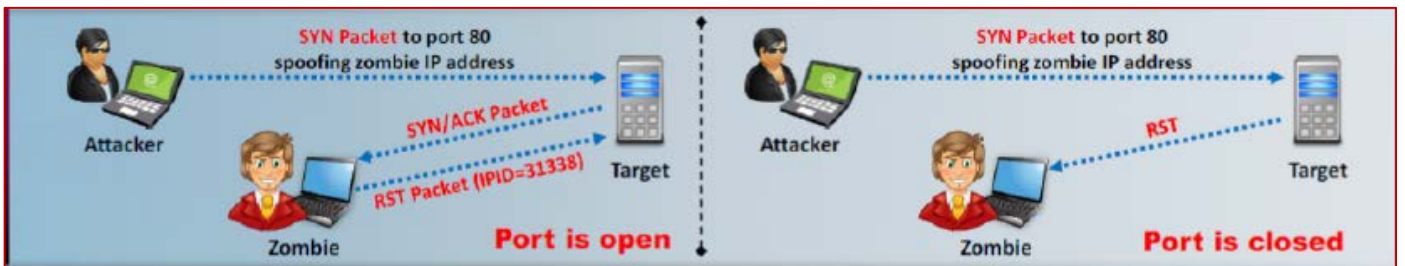 SYN Packet to port 80
spoofing zombie IP address
Attacker
SYN/ACK Packet
RST Packet (IPID=31338)
Target
Zombie
Port is open
SYN Packet to port 80
spoofing zombie IP address
Attacker
RST
Target
Zombie
Port is closed